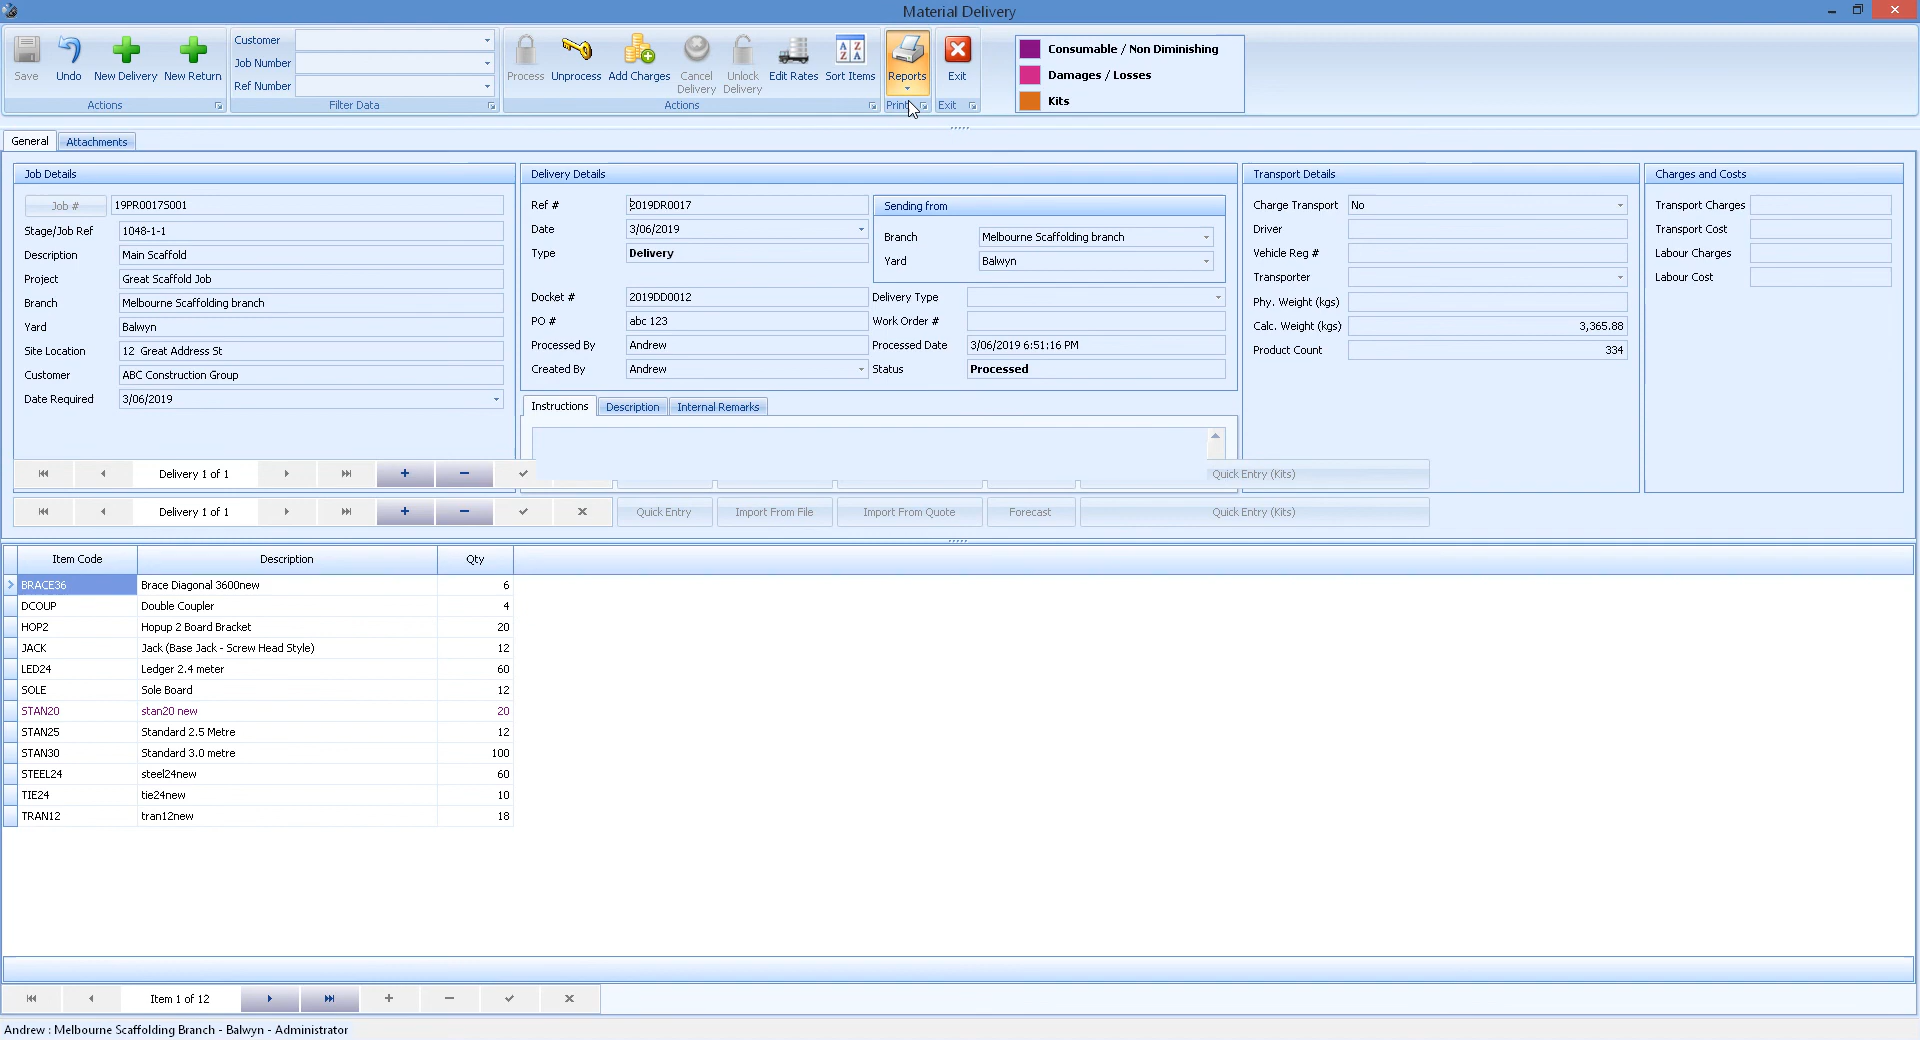 Material Delivery
Save
Undo
New Delivery
New Return
Actions
Customer
Job Number
Ref Number
Filter Data
Process
Unprocess
Add Charges
Cancel
Delivery
Unlock
Delivery
Edit Rates
Sort Items
Actions
Reports
Print
Exit
Exit
Consumable / Non Diminishing
Damages / Losses
Kits
General
Attachments
Job Details
Job # 19PR0017S001
Stage/Job Ref 1048-1-1
Description Main Scaffold
Project Great Scaffold Job
Branch Melbourne Scaffolding branch
Yard Balwyn
Site Location 12 Great Address St
Customer ABC Construction Group
Date Required 3/06/2019
Delivery Details
Ref # 2019DR0017
Date 3/06/2019
Type Delivery
Sending from
Branch Melbourne Scaffolding branch
Yard Balwyn
Docket # 2019DD0012
Delivery Type
PO # abc 123
Work Order #
Processed By Andrew
Processed Date 3/06/2019 6:51:16 PM
Created By Andrew
Status Processed
Instructions
Description
Internal Remarks
Transport Details
Charge Transport No
Driver
Vehicle Reg #
Transporter
Phy. Weight (kgs)
Calc. Weight (kgs) 3,365.88
Product Count 334
Charges and Costs
Transport Charges
Transport Cost
Labour Charges
Labour Cost
Delivery 1 of 1
Quick Entry (Kits)
Delivery 1 of 1
Quick Entry
Import From File
Import From Quote
Forecast
Quick Entry (Kits)
Item Code Description Qty
BRACE36 Brace Diagonal 3600new 6
DCOUP Double Coupler 4
HOP2 Hopup 2 Board Bracket 20
JACK Jack (Base Jack - Screw Head Style) 12
LED24 Ledger 2.4 meter 60
SOLE Sole Board 12
STAN20 stan20 new 20
STAN25 Standard 2.5 Metre 12
STAN30 Standard 3.0 metre 100
STEEL24 steel24new 60
TIE24 tie24new 10
TRAN12 tran12new 18
Item 1 of 12
Andrew : Melbourne Scaffolding Branch - Balwyn - Administrator